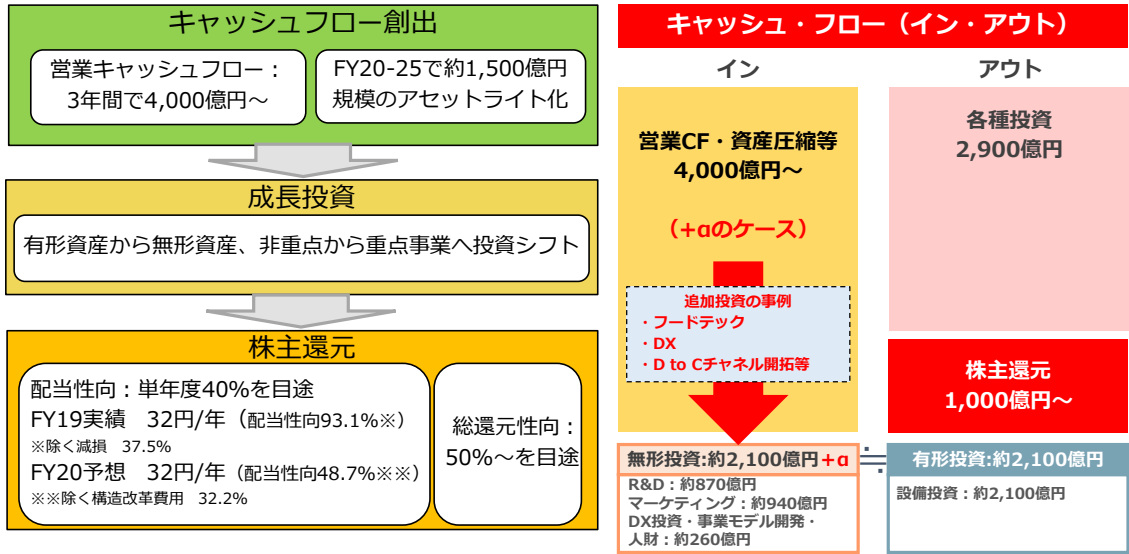 キャッシュフロー創出
営業キャッシュフロー：
3年間で4,000億円～
FY20-25で約1,500億円
規模のアセットライト化
成長投資
有形資産から無形資産、非重点から重点事業へ投資シフト
株主還元
配当性向：単年度40%を目途
FY19実績　32円/年（配当性向93.1%※）
※除く減損　37.5%
FY20予想　32円/年（配当性向48.7%※※）
※※除く構造改革費用　32.2%
総還元性向：
50%～を目途
キャッシュ・フロー（イン・アウト）
イン
アウト
営業CF・資産圧縮等
4,000億円～
（+αのケース）
追加投資の事例
・フードテック
・DX
・D to Cチャネル開拓等
各種投資
2,900億円
株主還元
1,000億円～
無形投資:約2,100億円+α
≒
有形投資:約2,100億円
R&D：約870億円
マーケティング：約940億円
DX投資・事業モデル開発・
人財：約260億円
設備投資：約2,100億円